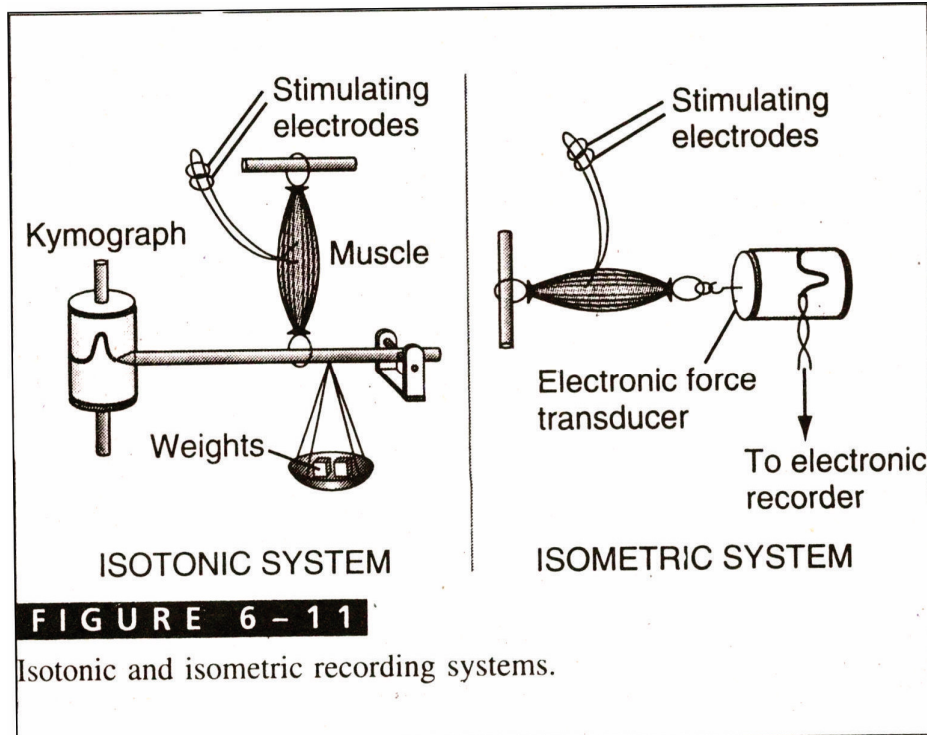 Stimulating
electrodes
Kymograph
Muscle
Weights
ISOTONIC SYSTEM
Stimulating
electrodes
Electronic force
transducer
To electronic
recorder
ISOMETRIC SYSTEM
FIGURE 6–11
Isotonic and isometric recording systems.